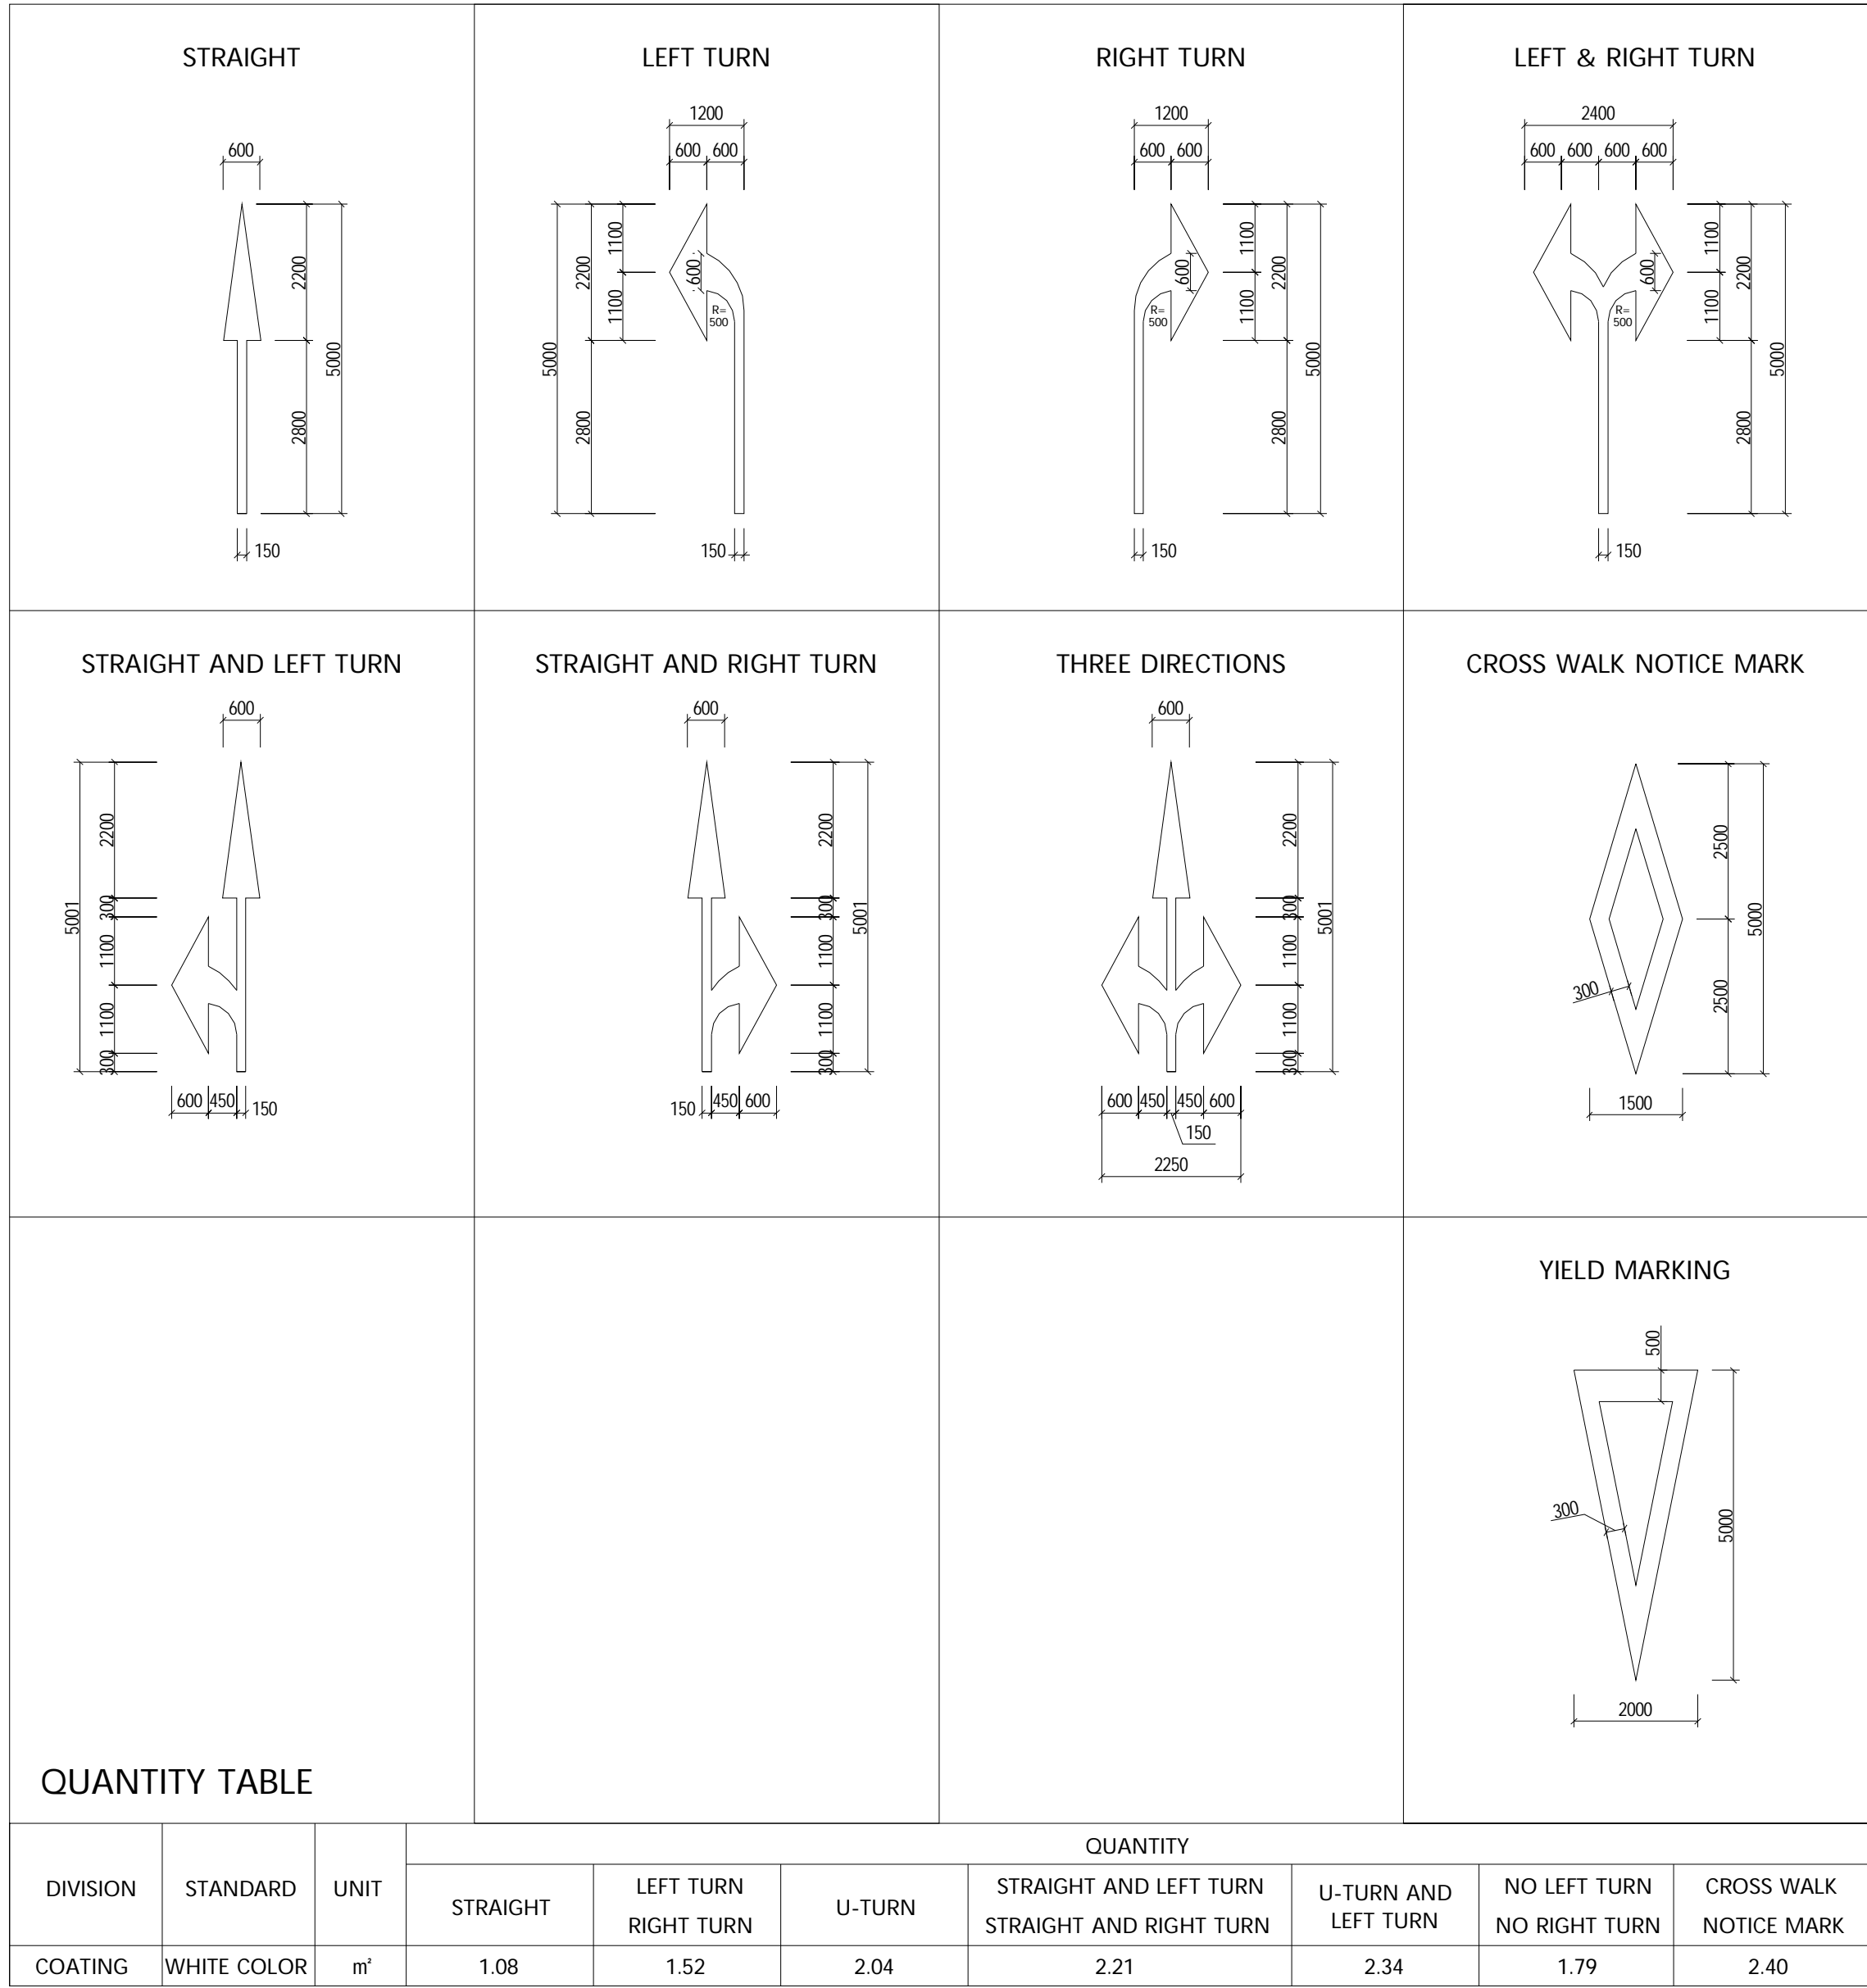 STRAIGHT
600
2200
5000
2800
150
LEFT TURN
1200
600 600
1100
2200
600
1100
R=
500
5000
2800
150
RIGHT TURN
1200
600 600
1100
2200
600
1100
R=
500
5000
2800
150
LEFT & RIGHT TURN
2400
600 600 600 600
1100
2200
600
1100
R=
500
5000
2800
150
STRAIGHT AND LEFT TURN
600
2200
300
5001
1100
1100
300
600 450 150
STRAIGHT AND RIGHT TURN
600
2200
300
5001
1100
1100
300
150 450 600
THREE DIRECTIONS
600
2200
300
5001
1100
1100
300
600 450 450 600
150
2250
CROSS WALK NOTICE MARK
2500
5000
2500
300
1500
YIELD MARKING
500
300
5000
2000
QUANTITY TABLE
QUANTITY
DIVISION STANDARD UNIT
STRAIGHT
LEFT TURN
RIGHT TURN
U-TURN
STRAIGHT AND LEFT TURN
STRAIGHT AND RIGHT TURN
U-TURN AND
LEFT TURN
NO LEFT TURN
NO RIGHT TURN
CROSS WALK
NOTICE MARK
COATING WHITE COLOR m² 1.08 1.52 2.04 2.21 2.34 1.79 2.40